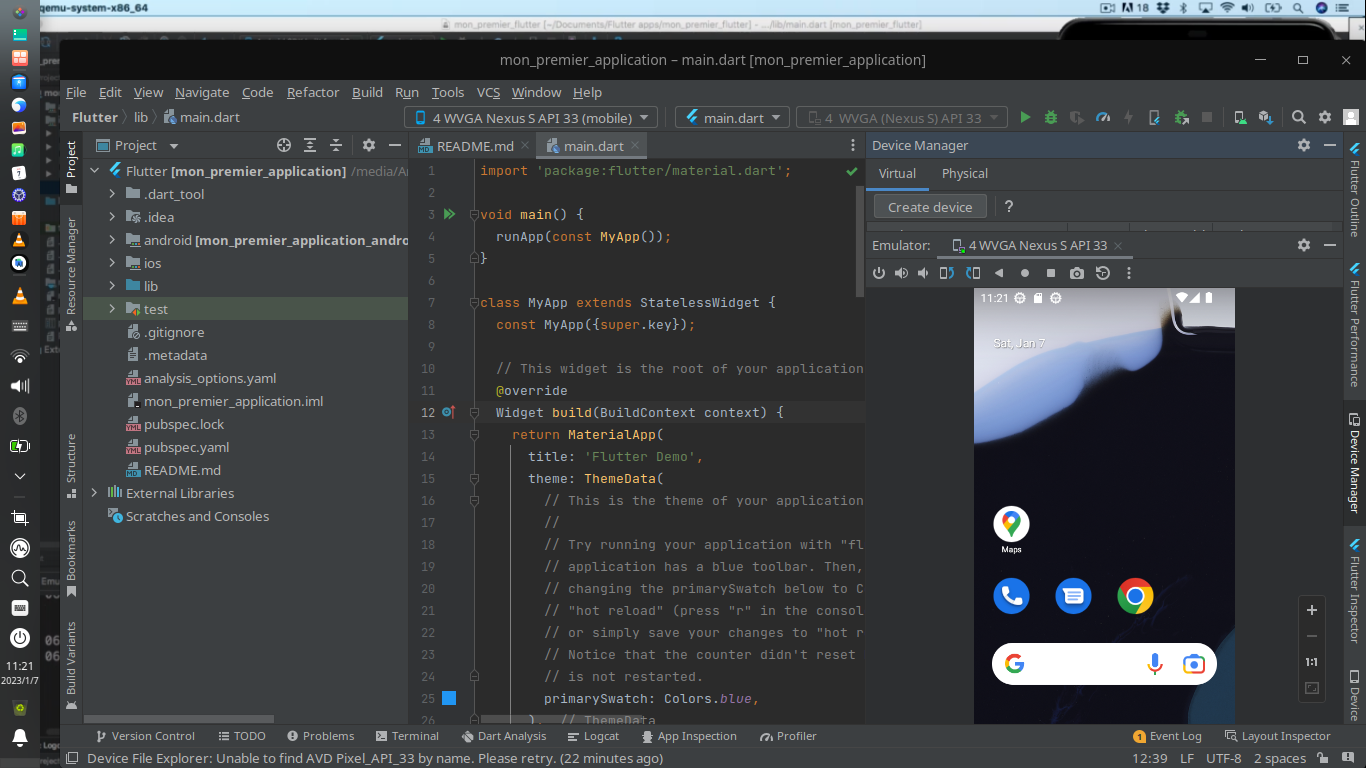 qemu-system-x86_64
18
mon_premier_flutter [~/Documents/Flutter apps/mon_premier_flutter] - .../lib/main.dart [mon_premier_flutter]
mon_premier_application – main.dart [mon_premier_application]
File Edit View Navigate Code Refactor Build Run Tools VCS Window Help
Flutter lib main.dart
4 WVGA Nexus S API 33 (mobile)
main.dart
4 WVGA (Nexus S) API 33
Project
Resource Manager
Structure
Bookmarks
Build Variants
Project
Flutter [mon_premier_application]
.dart_tool
.idea
android [mon_premier_application_andro
ios
lib
test
.gitignore
.metadata
analysis_options.yaml
mon_premier_application.iml
pubspec.lock
pubspec.yaml
README.md
External Libraries
Scratches and Consoles
README.md main.dart
1 import 'package:flutter/material.dart';
2
3 void main() {
4 runApp(const MyApp());
5 }
6
7 class MyApp extends StatelessWidget {
8 const MyApp({super.key});
9
10 // This widget is the root of your application
11 @override
12 Widget build(BuildContext context) {
13 return MaterialApp(
14 title: 'Flutter Demo',
15 theme: ThemeData(
16 // This is the theme of your application
17 //
18 // Try running your application with "fl
19 // application has a blue toolbar. Then,
20 // changing the primarySwatch below to C
21 // "hot reload" (press "r" in the consol
22 // or simply save your changes to "hot r
23 // Notice that the counter didn't reset
24 // is not restarted.
25 primarySwatch: Colors.blue,
26 ), // ThemeData
Device Manager
Virtual Physical
Create device ?
Emulator: 4 WVGA Nexus S API 33
11:21
Sat, Jan 7
Maps
1:1
Flutter Outline
Flutter Performance
Device Manager
Flutter Inspector
Device
11:21
2023/1/7
Version Control TODO Problems Terminal Dart Analysis Logcat App Inspection Profiler
1 Event Log Layout Inspector
Device File Explorer: Unable to find AVD Pixel_API_33 by name. Please retry. (22 minutes ago)
12:39 LF UTF-8 2 spaces